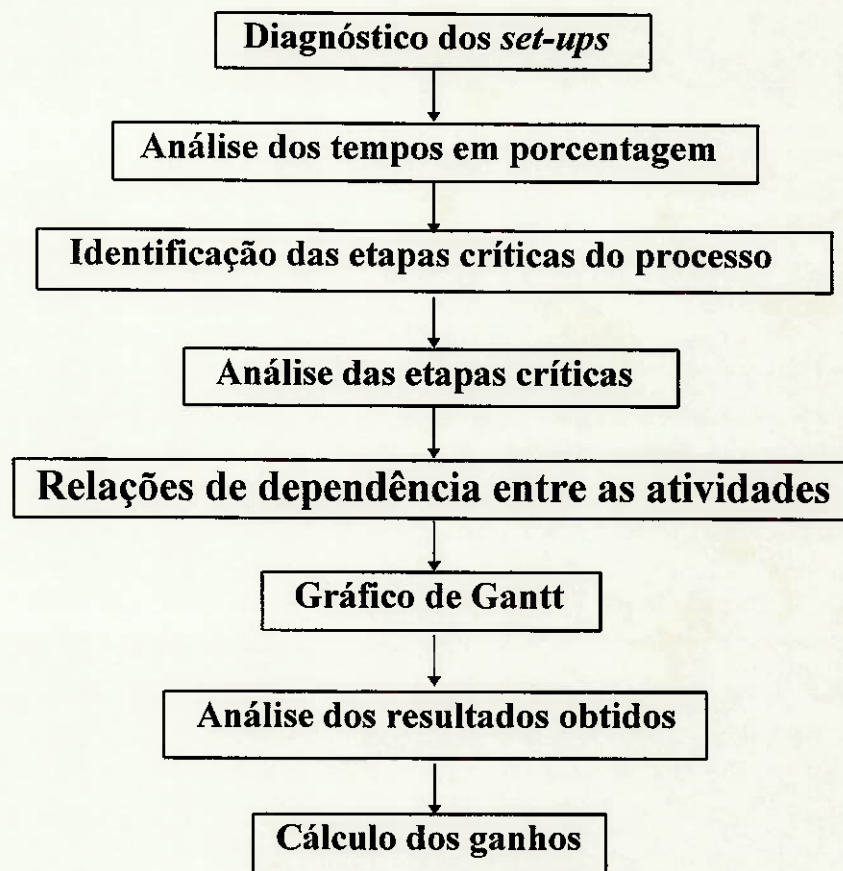 Diagnóstico dos set-ups
Análise dos tempos em porcentagem
Identificação das etapas críticas do processo
Análise das etapas críticas
Relações de dependência entre as atividades
Gráfico de Gantt
Análise dos resultados obtidos
Cálculo dos ganhos